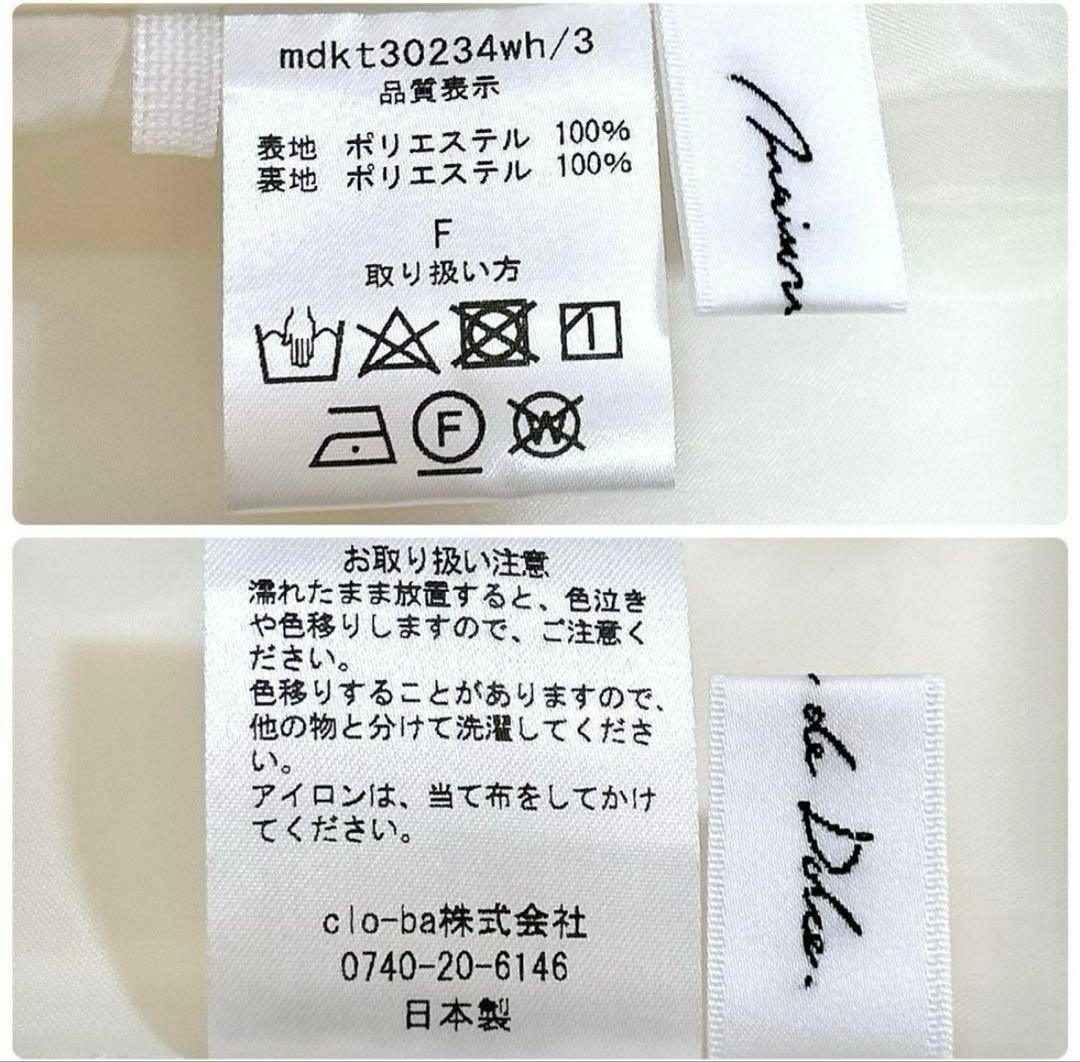 mdkt30234wh/3
品質表示
表地 ポリエステル 100%
裏地 ポリエステル 100%
F
取り扱い方
F
W
Maison
お取り扱い注意
濡れたまま放置すると、色泣き
や色移りしますので、ご注意く
ださい。
色移りすることがありますので、
他の物と分けて洗濯してくださ
い。
アイロンは、当て布をしてかけ
てください。
clo-ba株式会社
0740-20-6146
日本製
de Dolce.